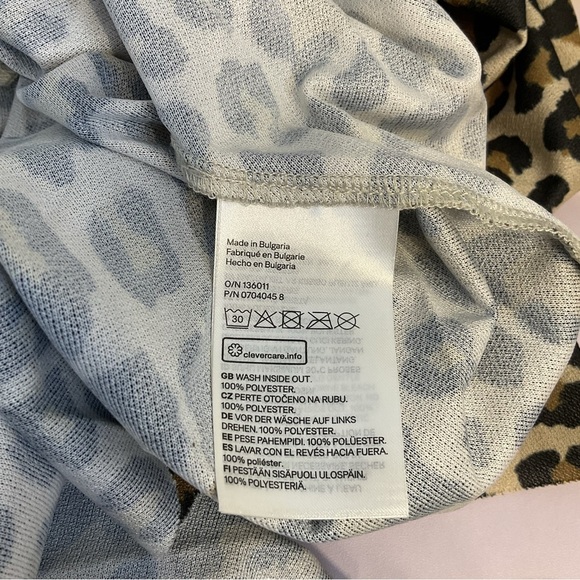 Made in Bulgaria
Fabriqué en Bulgarie
Hecho en Bulgaria
O/N 136011
P/N 0704045 8
30
clevercare.info
GB WASH INSIDE OUT.
100% POLYESTER.
CZ PERTE OTOČENO NA RUBU.
100% POLYESTER.
DE VOR DER WÄSCHE AUF LINKS
DREHEN. 100% POLYESTER.
EE PESE PAHEMPIDI. 100% POLÜESTER.
ES LAVAR CON EL REVÉS HACIA FUERA.
100% poliéster.
FI PESTÄÄN SISÄPUOLI ULOSPÄIN.
100% POLYESTERIÄ.